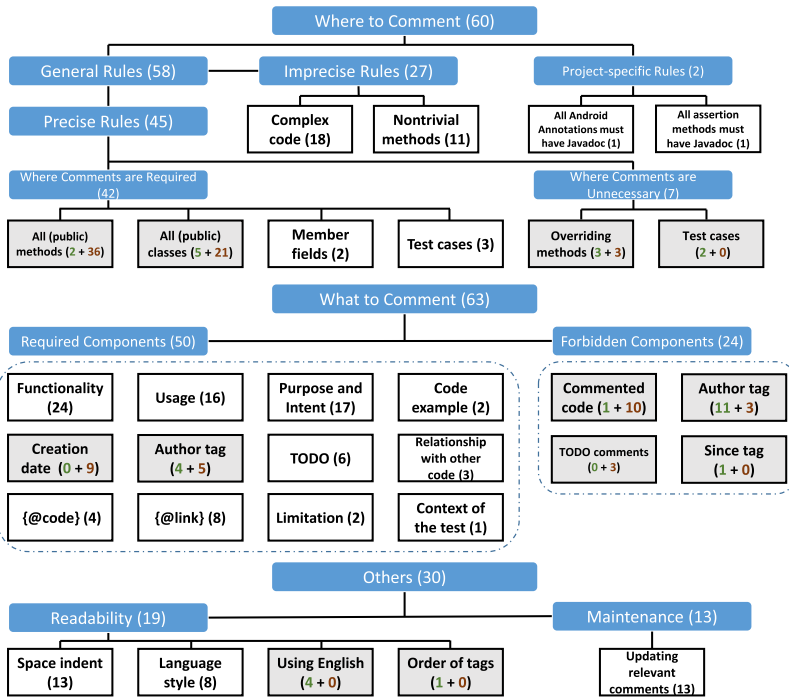 Where to Comment (60)
General Rules (58)
Imprecise Rules (27)
Project-specific Rules (2)
Precise Rules (45)
Complex
code (18)
Nontrivial
methods (11)
All Android
Annotations must
have Javadoc (1)
All assertion
methods must
have Javadoc (1)
Where Comments are Required
(42)
Where Comments are
Unnecessary (7)
All (public)
methods (2 + 36)
All (public)
classes (5 + 21)
Member
fields (2)
Test cases (3)
Overriding
methods (3 + 3)
Test cases
(2 + 0)
What to Comment (63)
Required Components (50)
Forbidden Components (24)
Functionality
(24)
Usage (16)
Purpose and
Intent (17)
Code
example (2)
Commented
code (1 + 10)
Author tag
(11 + 3)
Creation
date (0 + 9)
Author tag
(4 + 5)
TODO (6)
Relationship
with other
code (3)
TODO comments
(0 + 3)
Since tag
(1 + 0)
{@code} (4)
{@link} (8)
Limitation (2)
Context of
the test (1)
Others (30)
Readability (19)
Maintenance (13)
Space indent
(13)
Language
style (8)
Using English
(4 + 0)
Order of tags
(1 + 0)
Updating
relevant
comments (13)